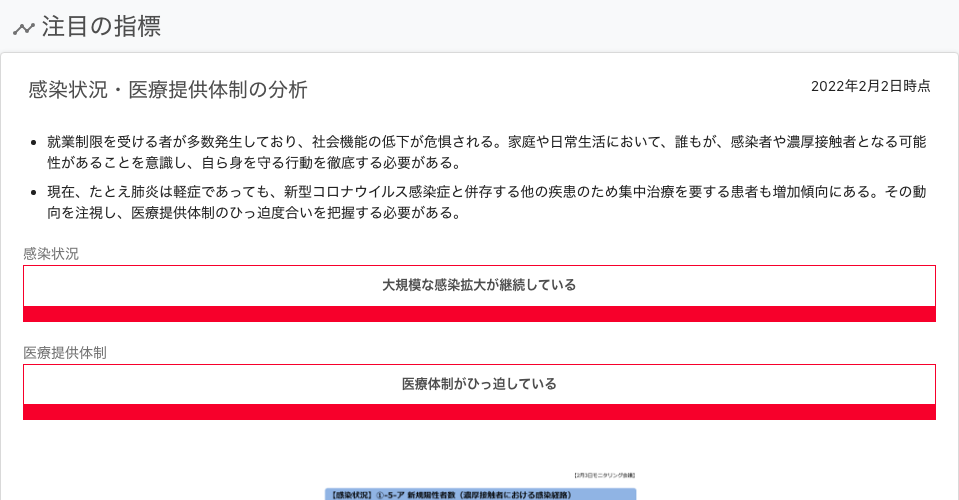 注目の指標
感染状況・医療提供体制の分析
2022年2月2日時点
就業制限を受ける者が多数発生しており、社会機能の低下が危惧される。家庭や日常生活において、誰もが、感染者や濃厚接触者となる可能
性があることを意識し、自ら身を守る行動を徹底する必要がある。
現在、たとえ肺炎は軽症であっても、新型コロナウイルス感染症と併存する他の疾患のため集中治療を要する患者も増加傾向にある。その動
向を注視し、医療提供体制のひっ迫度合いを把握する必要がある。
感染状況
大規模な感染拡大が継続している
医療提供体制
医療体制がひっ迫している
【2月3日モニタリング会議】
【感染状況】①-5-ア 新規陽性者数（濃厚接触者における感染経路）